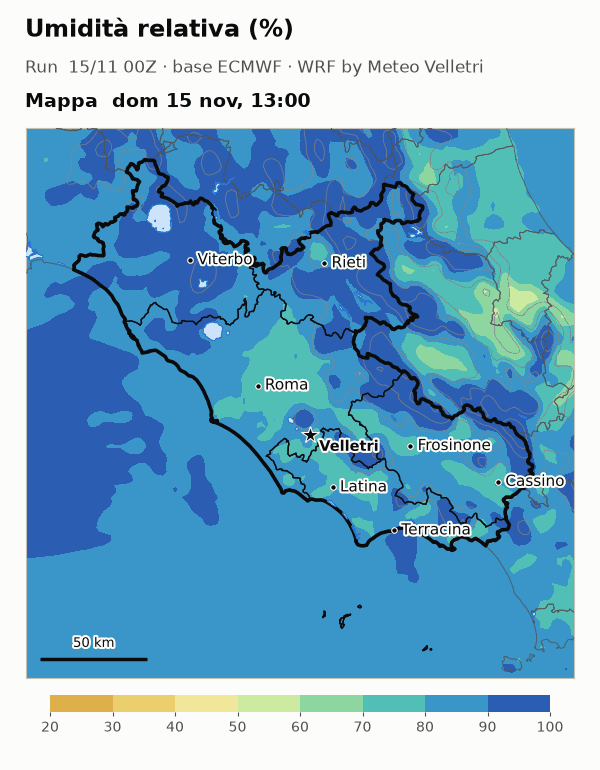 Umidità relativa (%)
Run  15/11 00Z · base ECMWF · WRF by Meteo Velletri
Mappa  dom 15 nov, 13:00
Viterbo
Rieti
Roma
Velletri
Frosinone
Cassino
Latina
Terracina
50 km
20 30 40 50 60 70 80 90 100